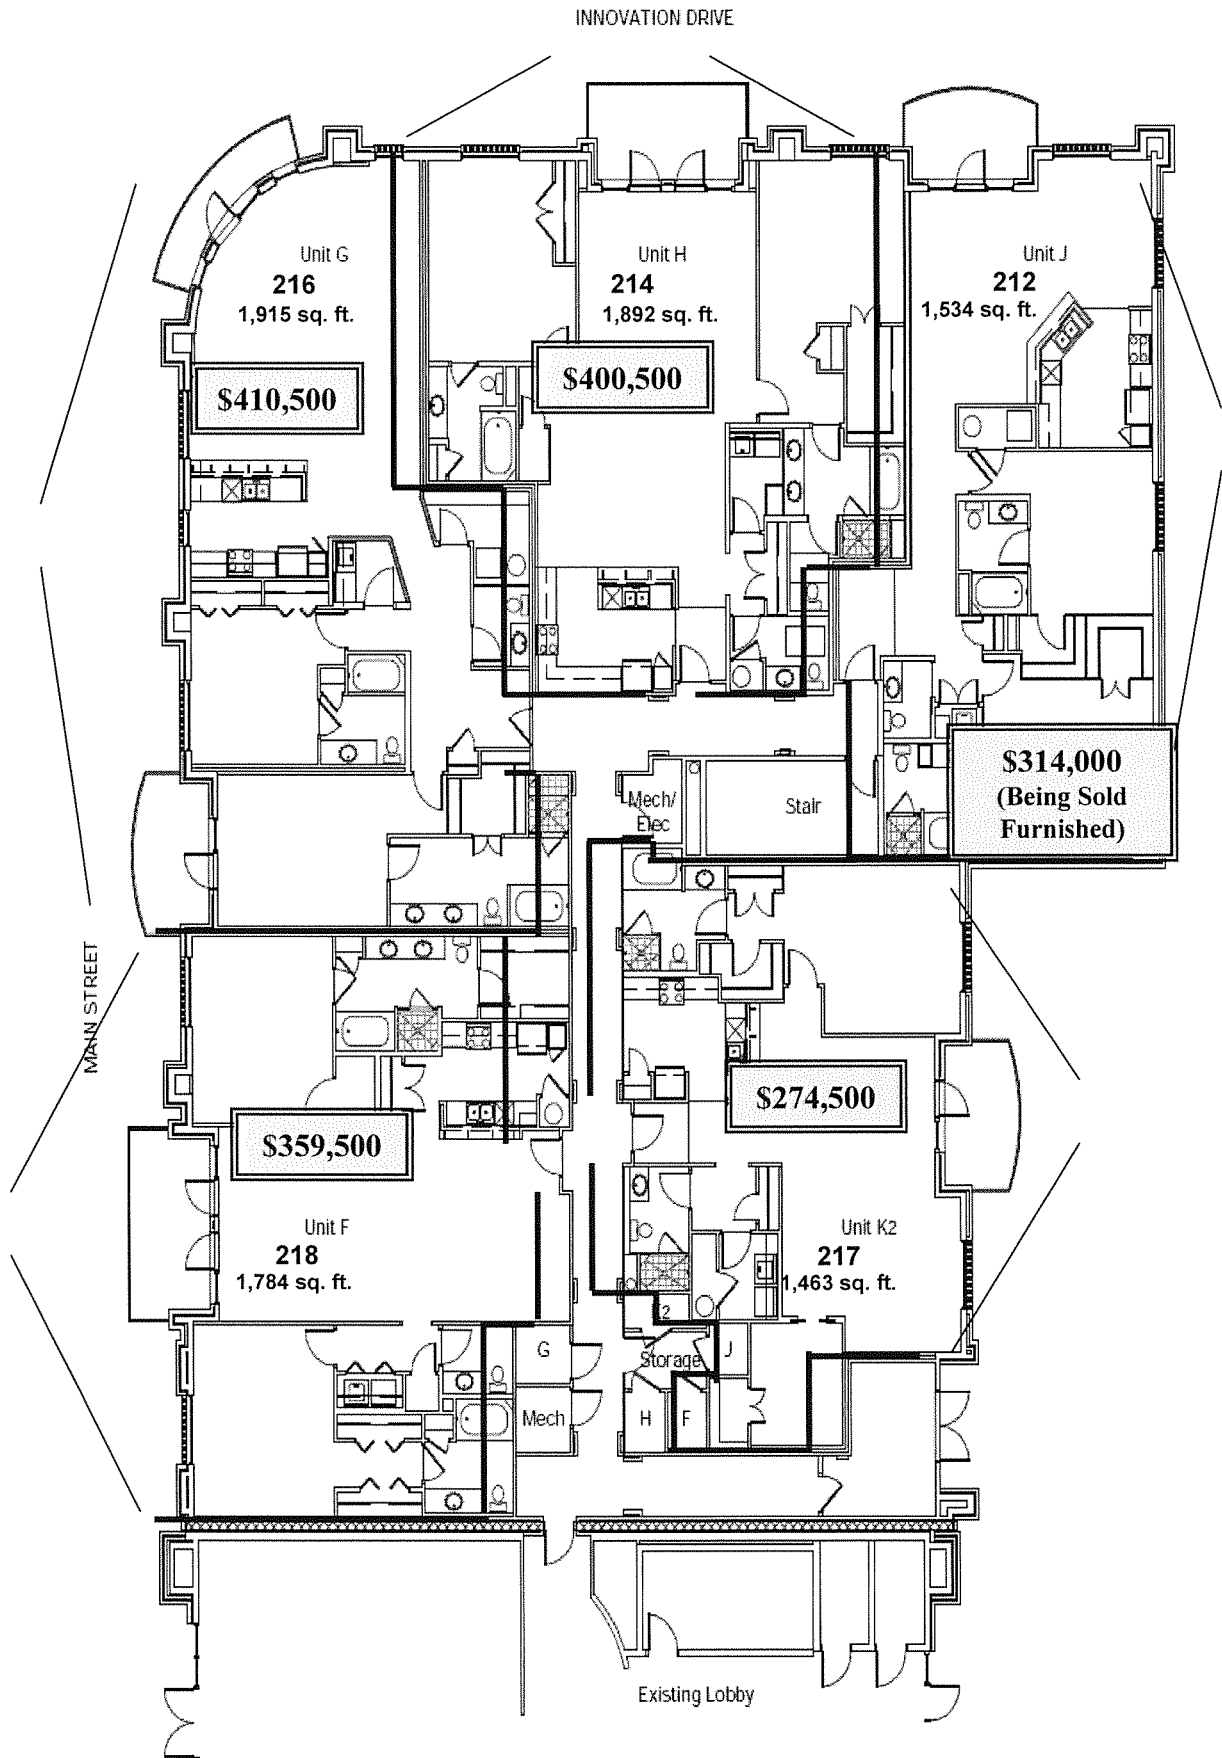 INNOVATION DRIVE
Unit G
216
1,915 sq. ft.
$410,500
Unit H
214
1,892 sq. ft.
$400,500
Unit J
212
1,534 sq. ft.
$314,000
(Being Sold
Furnished)
Mech/
Elec
Stair
MAIN STREET
$359,500
Unit F
218
1,784 sq. ft.
$274,500
Unit K2
217
1,463 sq. ft.
G
Mech
2
Storage
J
H
F
Existing Lobby